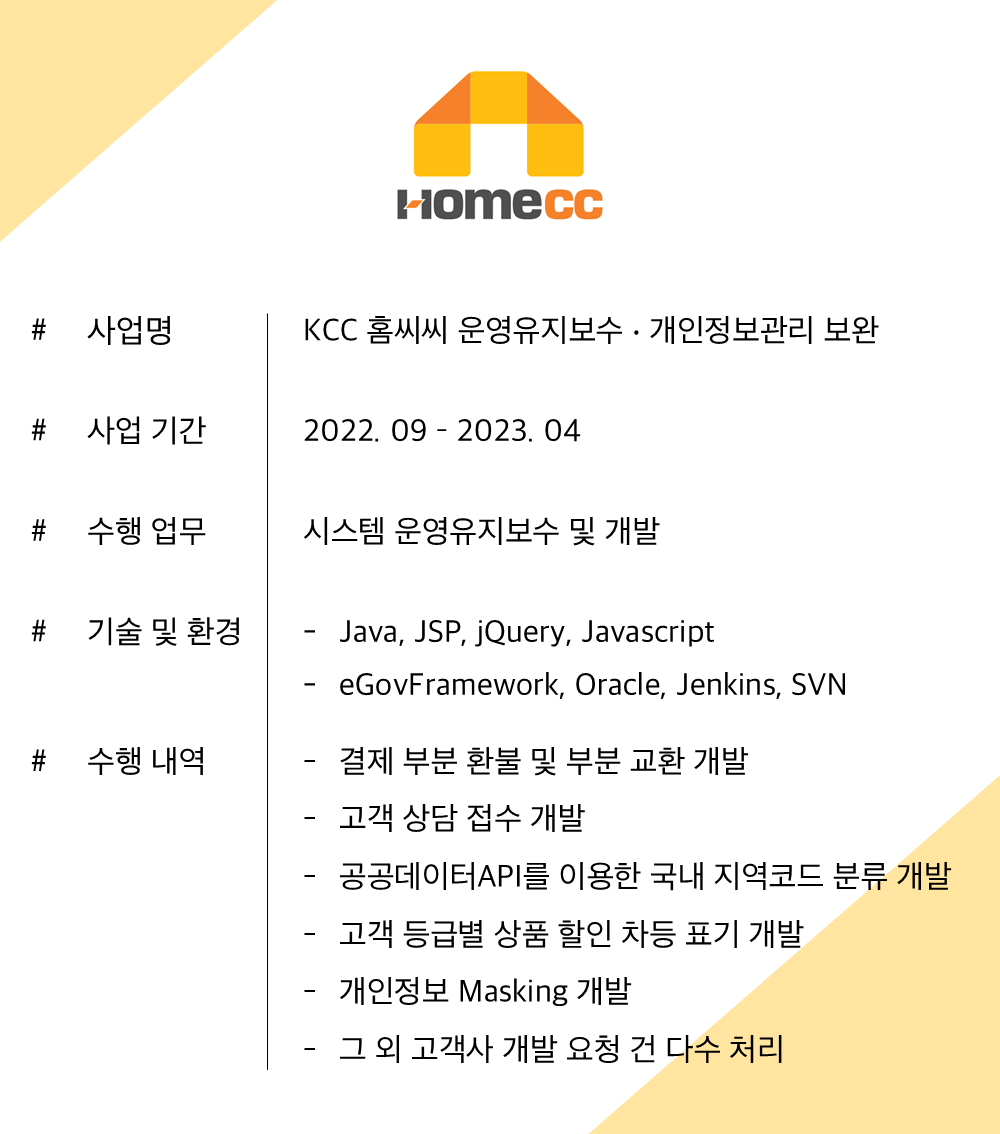 HomeCC
# 사업명 KCC 홈씨씨 운영유지보수 · 개인정보관리 보완
# 사업 기간 2022. 09 - 2023. 04
# 수행 업무 시스템 운영유지보수 및 개발
# 기술 및 환경 - Java, JSP, jQuery, Javascript
- eGovFramework, Oracle, Jenkins, SVN
# 수행 내역 - 결제 부분 환불 및 부분 교환 개발
- 고객 상담 접수 개발
- 공공데이터API를 이용한 국내 지역코드 분류 개발
- 고객 등급별 상품 할인 차등 표기 개발
- 개인정보 Masking 개발
- 그 외 고객사 개발 요청 건 다수 처리